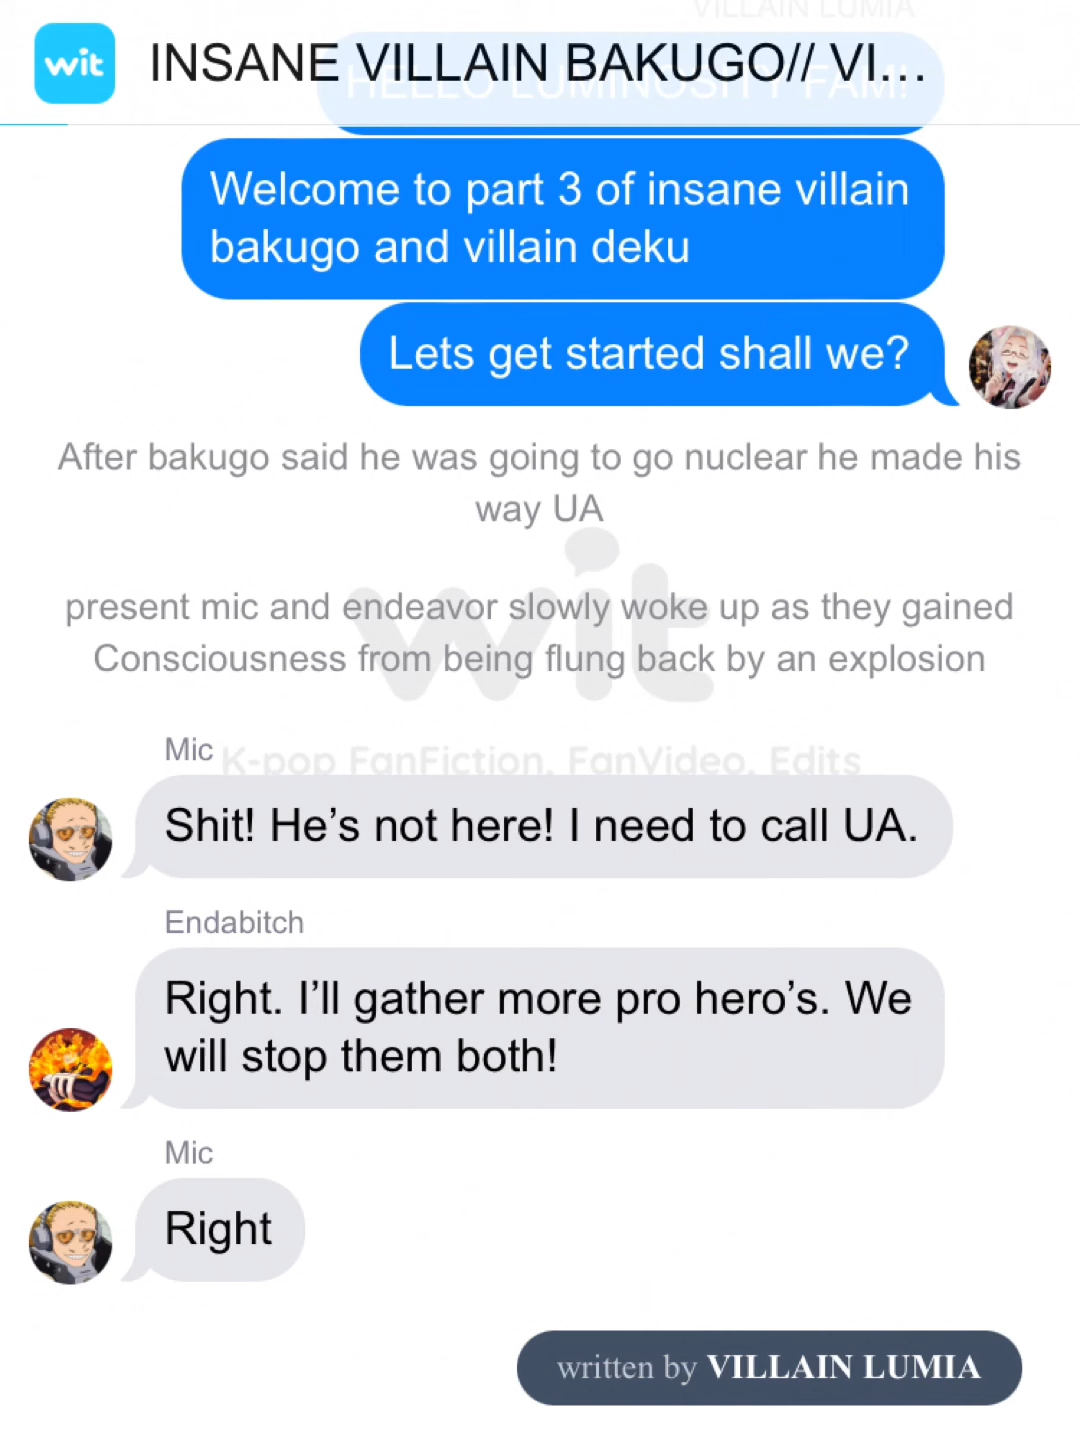 VILLAIN LUMIA
wit
INSANE VILLAIN BAKUGO// VI...
HELLO LUMINOSITY FAM!
Welcome to part 3 of insane villain
bakugo and villain deku
Lets get started shall we?
After bakugo said he was going to go nuclear he made his
way UA
wit
present mic and endeavor slowly woke up as they gained
Consciousness from being flung back by an explosion
Mic
K-pop FanFiction, FanVideo, Edits
Shit! He’s not here! I need to call UA.
Endabitch
Right. I’ll gather more pro hero’s. We
will stop them both!
Mic
Right
written by VILLAIN LUMIA